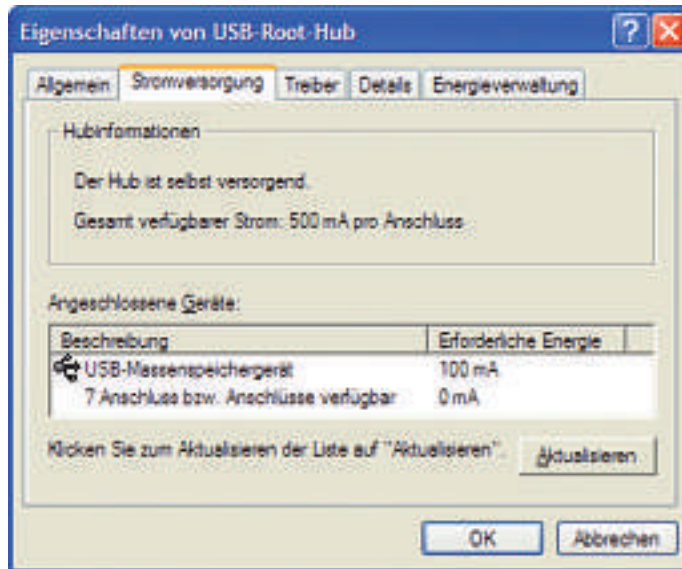 Eigenschaften von USB-Root-Hub
Allgemein Stromversorgung Treiber Details Energieverwaltung
Hubinformationen
Der Hub ist selbst versorgend.
Gesamt verfügbarer Strom: 500 mA pro Anschluss
Angeschlossene Geräte:
Beschreibung Erforderliche Energie
USB-Massenspeichergerät 100 mA
7 Anschluss bzw. Anschlüsse verfügbar 0 mA
Klicken Sie zum Aktualisieren der Liste auf "Aktualisieren". Aktualisieren
OK Abbrechen